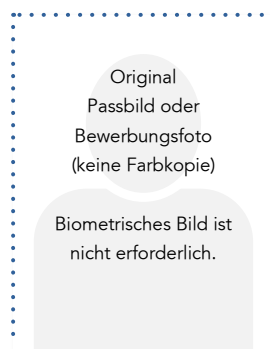 Original
Passbild oder
Bewerbungsfoto
(keine Farbkopie)
Biometrisches Bild ist
nicht erforderlich.